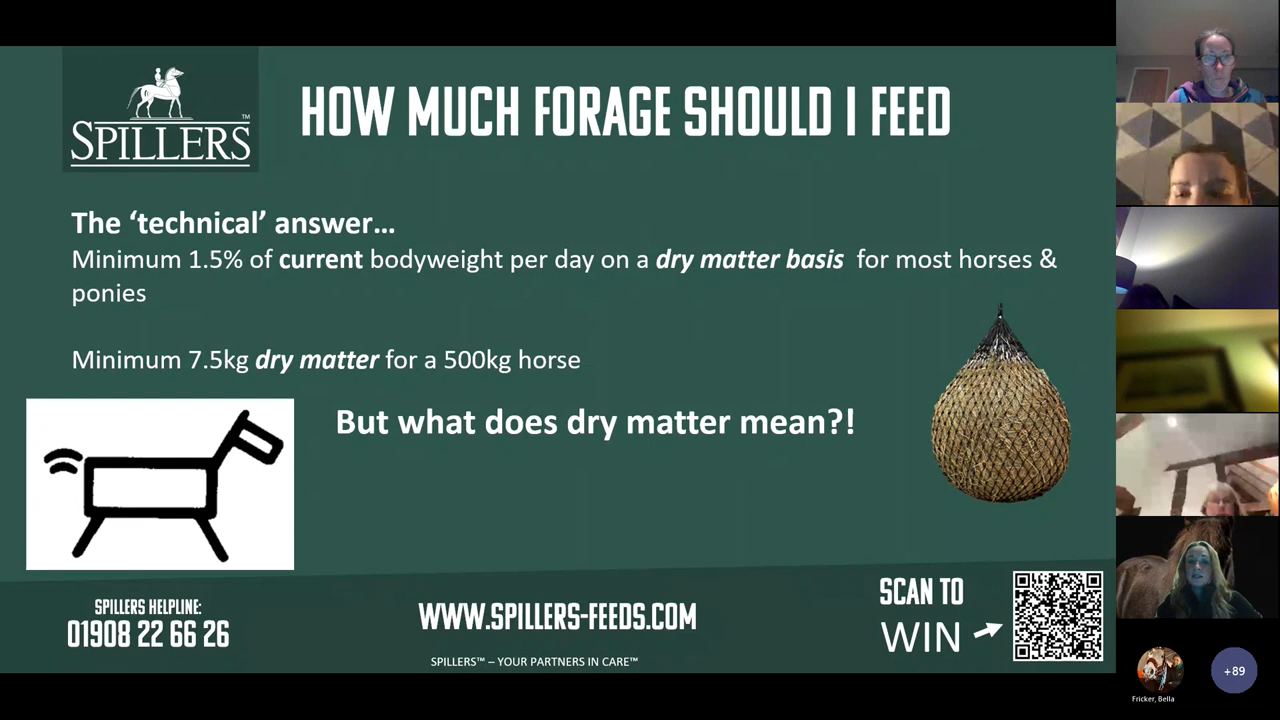 SPILLERS™
HOW MUCH FORAGE SHOULD I FEED
The ‘technical’ answer...
Minimum 1.5% of current bodyweight per day on a dry matter basis for most horses &
ponies
Minimum 7.5kg dry matter for a 500kg horse
But what does dry matter mean?!
SPILLERS HELPLINE:
01908 22 66 26
WWW.SPILLERS-FEEDS.COM
SPILLERS™ – YOUR PARTNERS IN CARE™
SCAN TO
WIN
Fricker, Bella
+89